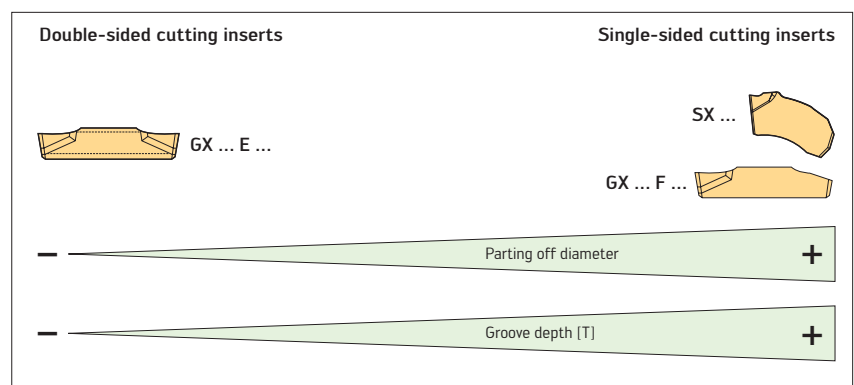 Double-sided cutting inserts
Single-sided cutting inserts
SX ...
GX ... E ...
GX ... F ...
− Parting off diameter +
− Groove depth [T] +